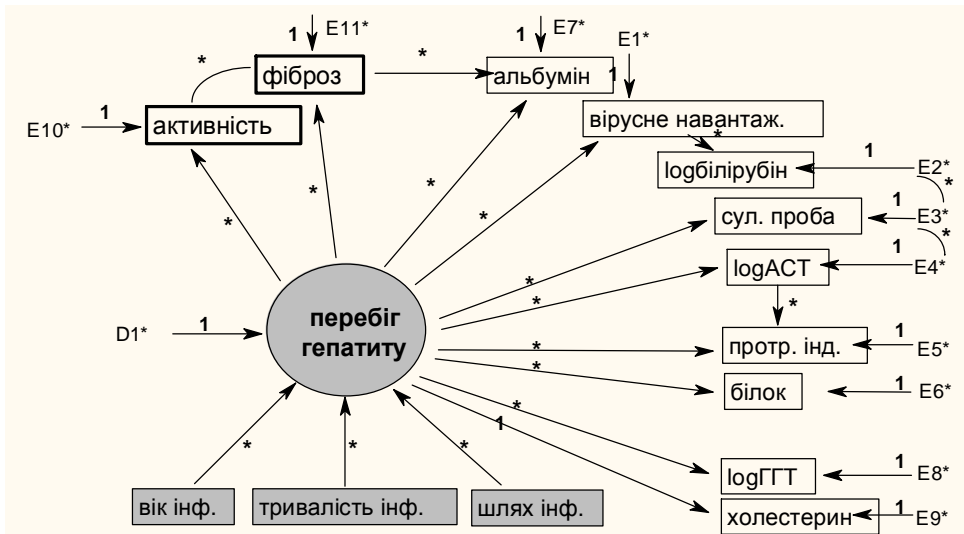 1 E11*
1 E7*
E1*
*
фіброз
*
альбумін
1
E10*
1
активність
вірусне навантаж.
*
logбілірубін
1
E2*
*
*
*
*
*
сул. проба
1
E3*
*
*
logАСТ
1
E4*
*
*
D1*
1
перебіг
гепатиту
*
протр. інд.
1
E5*
*
білок
1
E6*
*
1
*
*
*
logГГТ
1
E8*
вік інф.
тривалість інф.
шлях інф.
холестерин
1
E9*